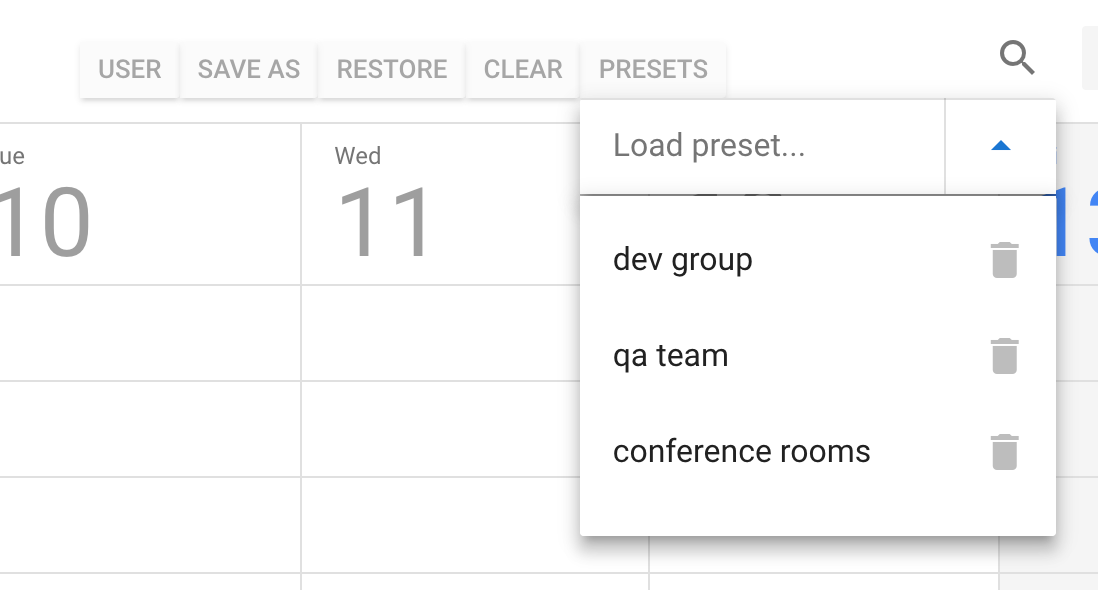 USER SAVE AS RESTORE CLEAR PRESETS
Load preset...
ue Wed
10 11 13
dev group
qa team
conference rooms